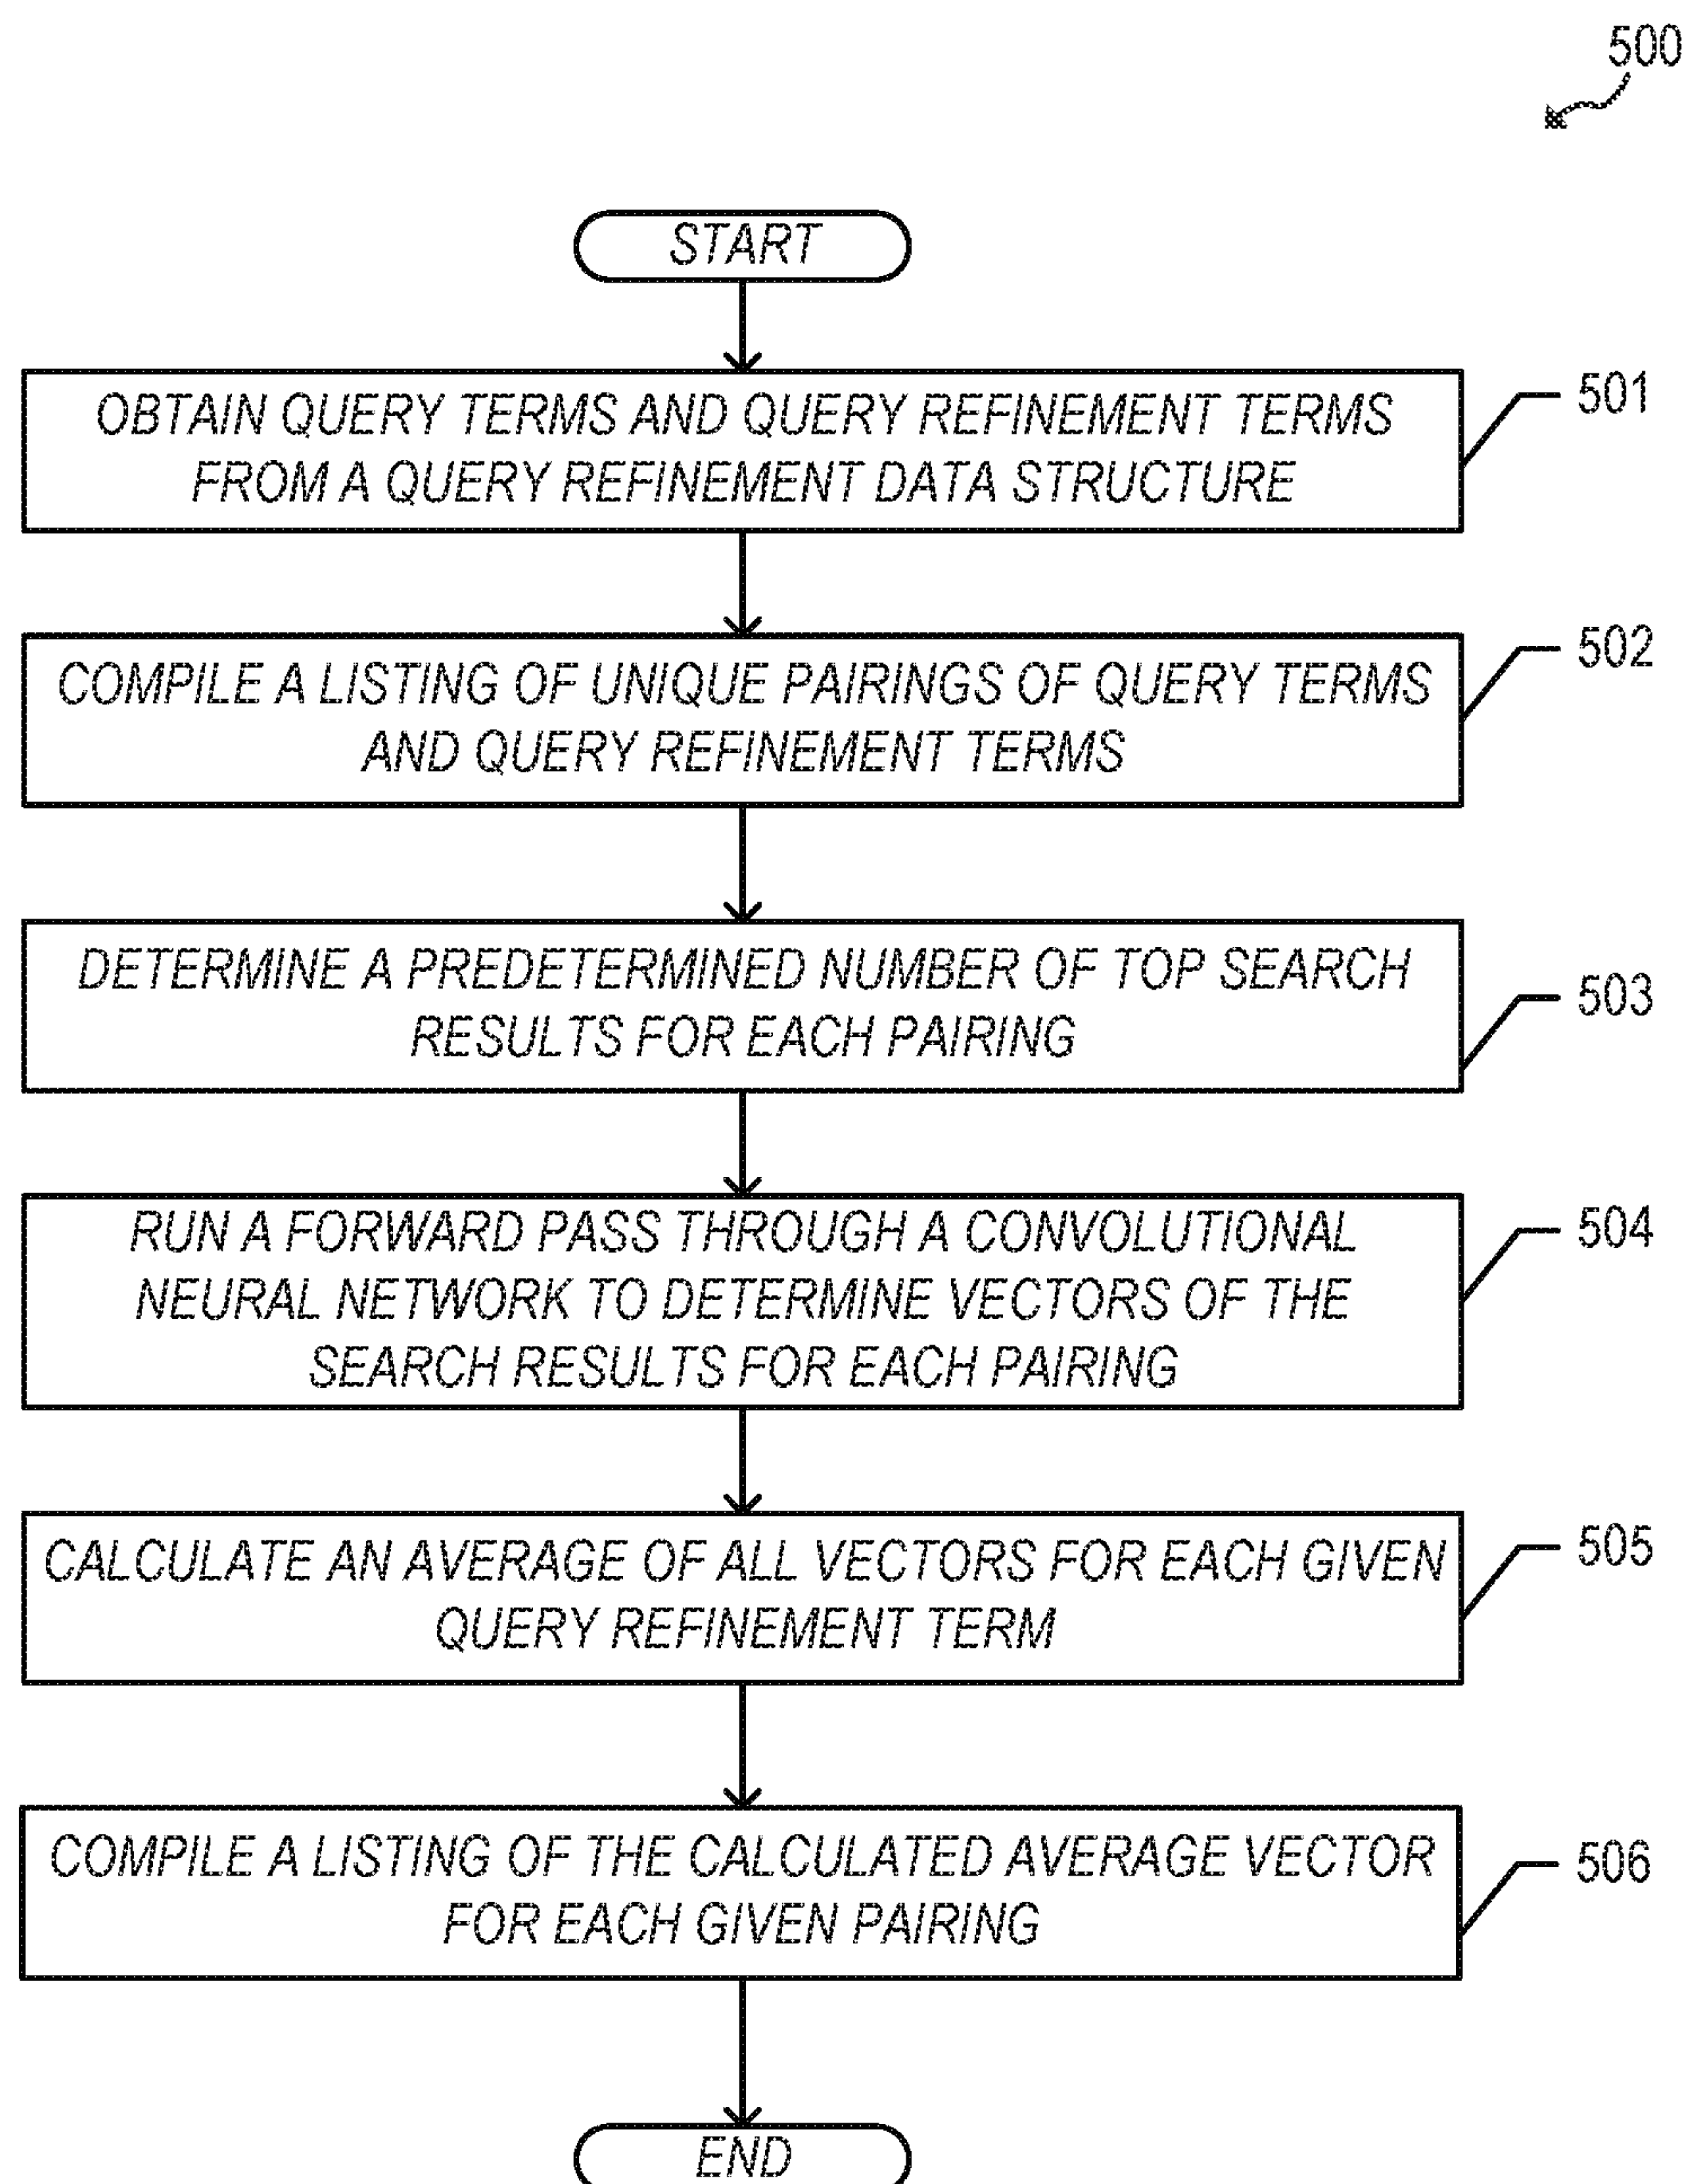 500
START
OBTAIN QUERY TERMS AND QUERY REFINEMENT TERMS
FROM A QUERY REFINEMENT DATA STRUCTURE
501
COMPILE A LISTING OF UNIQUE PAIRINGS OF QUERY TERMS
AND QUERY REFINEMENT TERMS
502
DETERMINE A PREDETERMINED NUMBER OF TOP SEARCH
RESULTS FOR EACH PAIRING
503
RUN A FORWARD PASS THROUGH A CONVOLUTIONAL
NEURAL NETWORK TO DETERMINE VECTORS OF THE
SEARCH RESULTS FOR EACH PAIRING
504
CALCULATE AN AVERAGE OF ALL VECTORS FOR EACH GIVEN
QUERY REFINEMENT TERM
505
COMPILE A LISTING OF THE CALCULATED AVERAGE VECTOR
FOR EACH GIVEN PAIRING
506
END